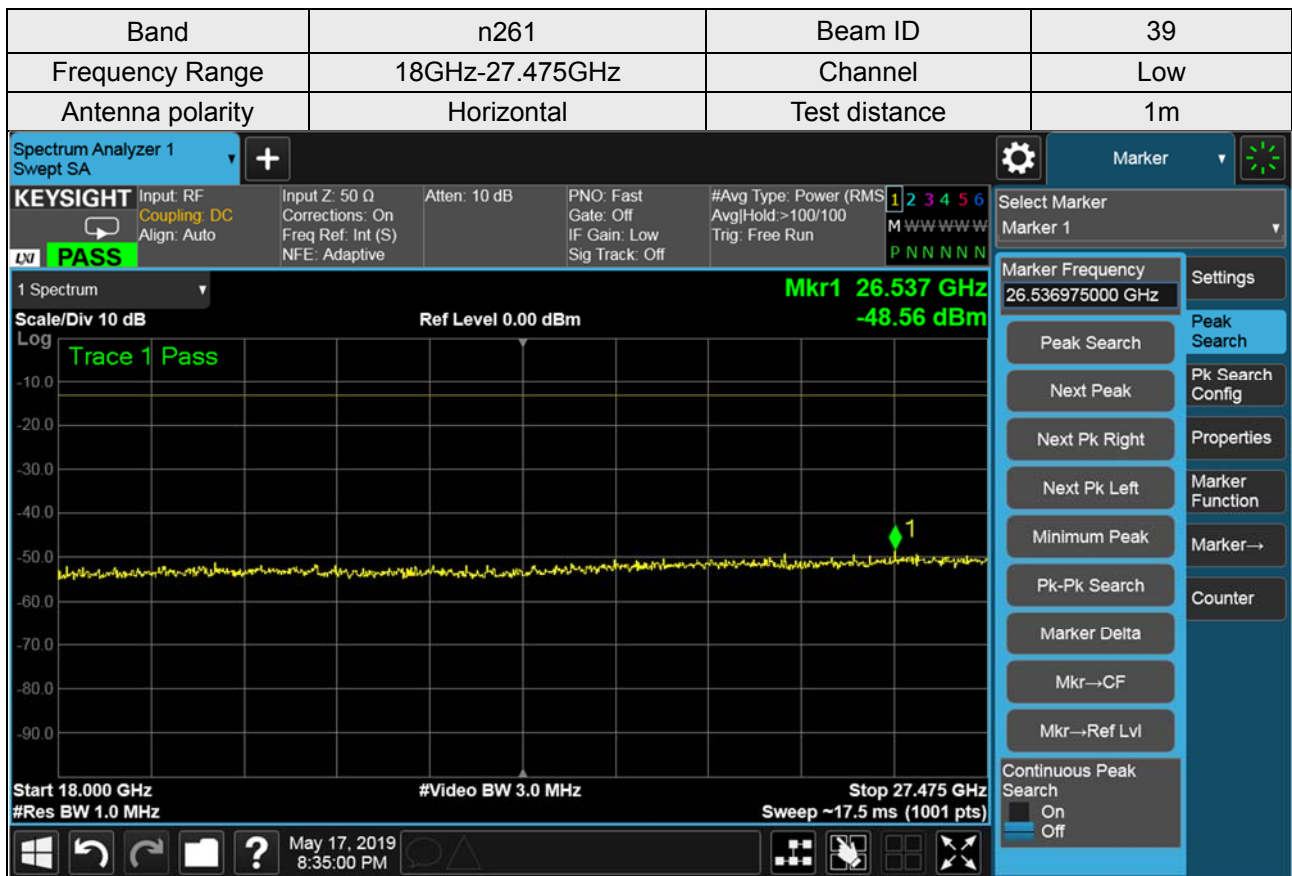 Band n261 Beam ID 39
Frequency Range 18GHz-27.475GHz Channel Low
Antenna polarity Horizontal Test distance 1m
Spectrum Analyzer 1
Swept SA
+
Marker
KEYSIGHT
LXI PASS
Input: RF
Coupling: DC
Align: Auto
Input Z: 50 Ω
Corrections: On
Freq Ref: Int (S)
NFE: Adaptive
Atten: 10 dB
PNO: Fast
Gate: Off
IF Gain: Low
Sig Track: Off
#Avg Type: Power (RMS
Avg|Hold:>100/100
Trig: Free Run
1 2 3 4 5 6
M W W W W W
P N N N N N
Select Marker
Marker 1
1 Spectrum
Mkr1 26.537 GHz
Scale/Div 10 dB Ref Level 0.00 dBm -48.56 dBm
Log
Trace 1 Pass
-10.0
-20.0
-30.0
-40.0
-50.0
-60.0
-70.0
-80.0
-90.0
1
Start 18.000 GHz #Video BW 3.0 MHz Stop 27.475 GHz
#Res BW 1.0 MHz Sweep ~17.5 ms (1001 pts)
Marker Frequency
26.536975000 GHz
Peak Search
Next Peak
Next Pk Right
Next Pk Left
Minimum Peak
Pk-Pk Search
Marker Delta
Mkr→CF
Mkr→Ref Lvl
Continuous Peak
Search
On
Off
Settings
Peak
Search
Pk Search
Config
Properties
Marker
Function
Marker→
Counter
?
May 17, 2019
8:35:00 PM